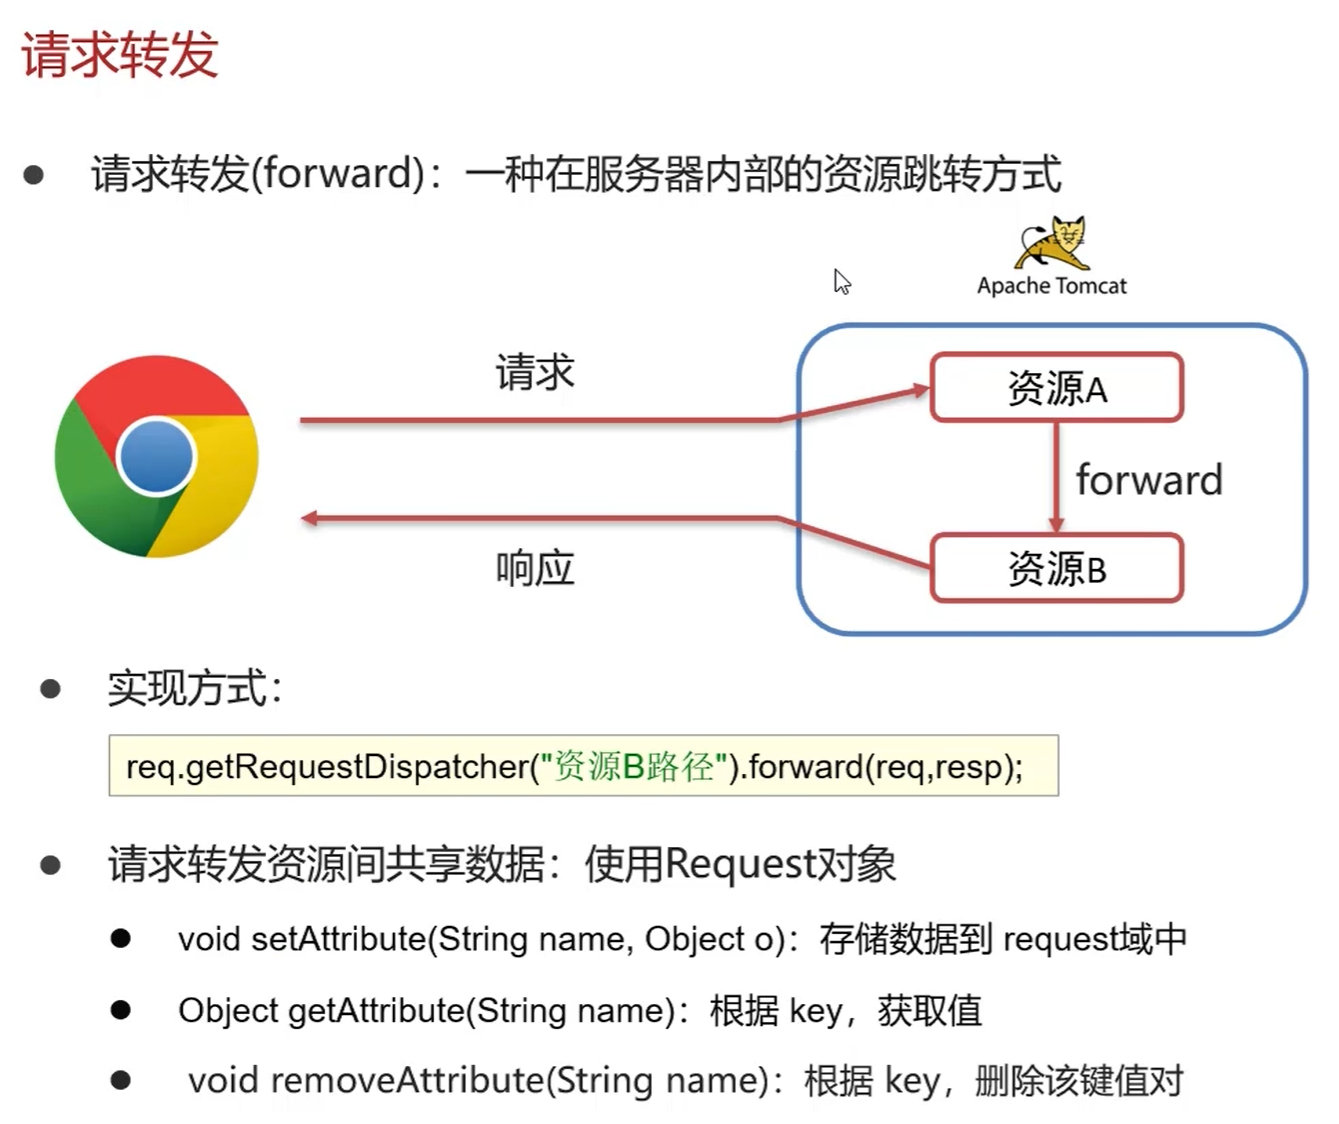 请求转发
请求转发(forward)：一种在服务器内部的资源跳转方式
Apache Tomcat
请求
资源A
forward
响应
资源B
实现方式：
req.getRequestDispatcher("资源B路径").forward(req,resp);
请求转发资源间共享数据：使用Request对象
void setAttribute(String name, Object o)：存储数据到 request域中
Object getAttribute(String name)：根据 key，获取值
void removeAttribute(String name)：根据 key，删除该键值对